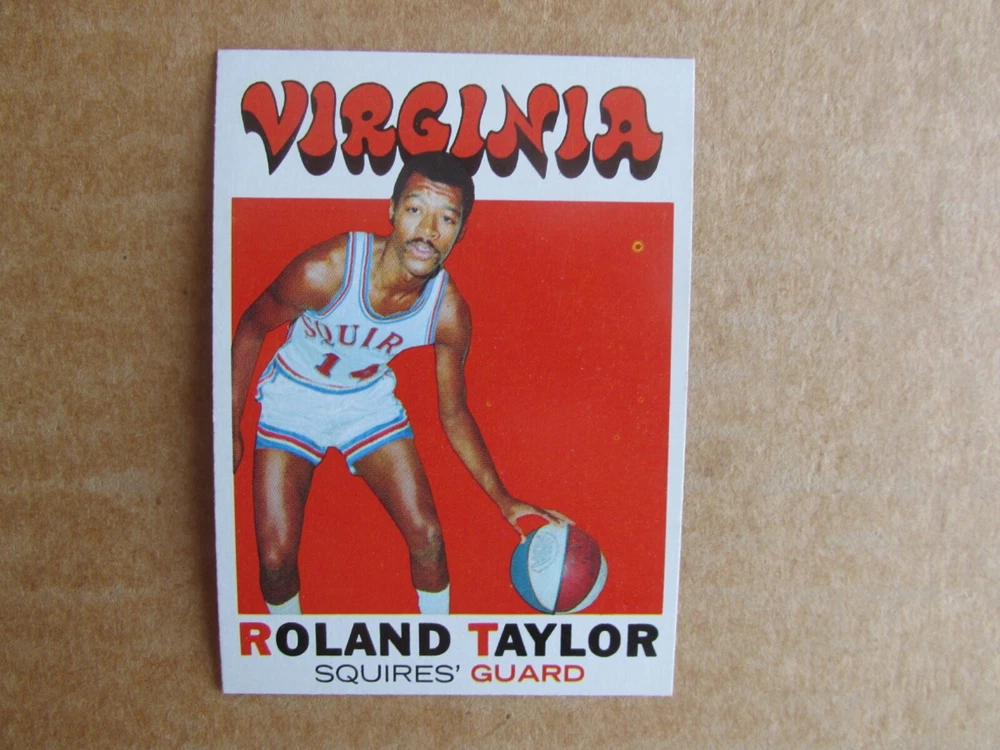 VIRGINIA
SQUIR
14
ROLAND TAYLOR
SQUIRES' GUARD